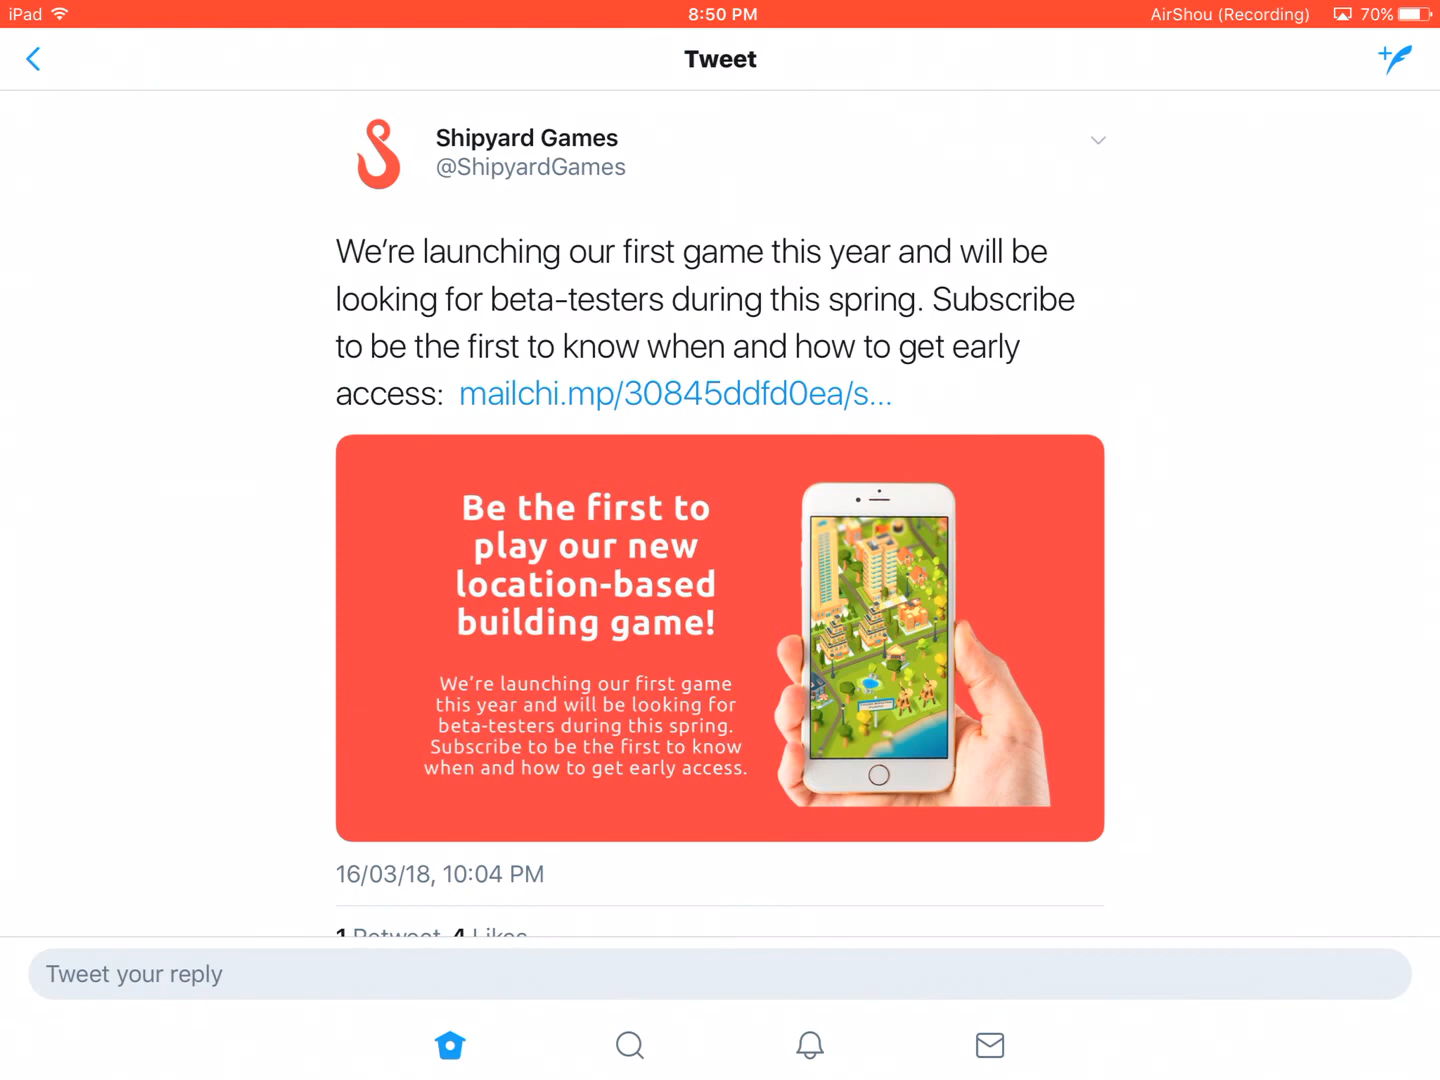 iPad
8:50 PM
AirShou (Recording)
70%
Tweet
Shipyard Games
@ShipyardGames
We're launching our first game this year and will be
looking for beta-testers during this spring. Subscribe
to be the first to know when and how to get early
access: mailchi.mp/30845ddfd0ea/s...
Be the first to
play our new
location-based
building game!
We're launching our first game
this year and will be looking for
beta-testers during this spring.
Subscribe to be the first to know
when and how to get early access.
16/03/18, 10:04 PM
1 Retweet 4 Likes
Tweet your reply